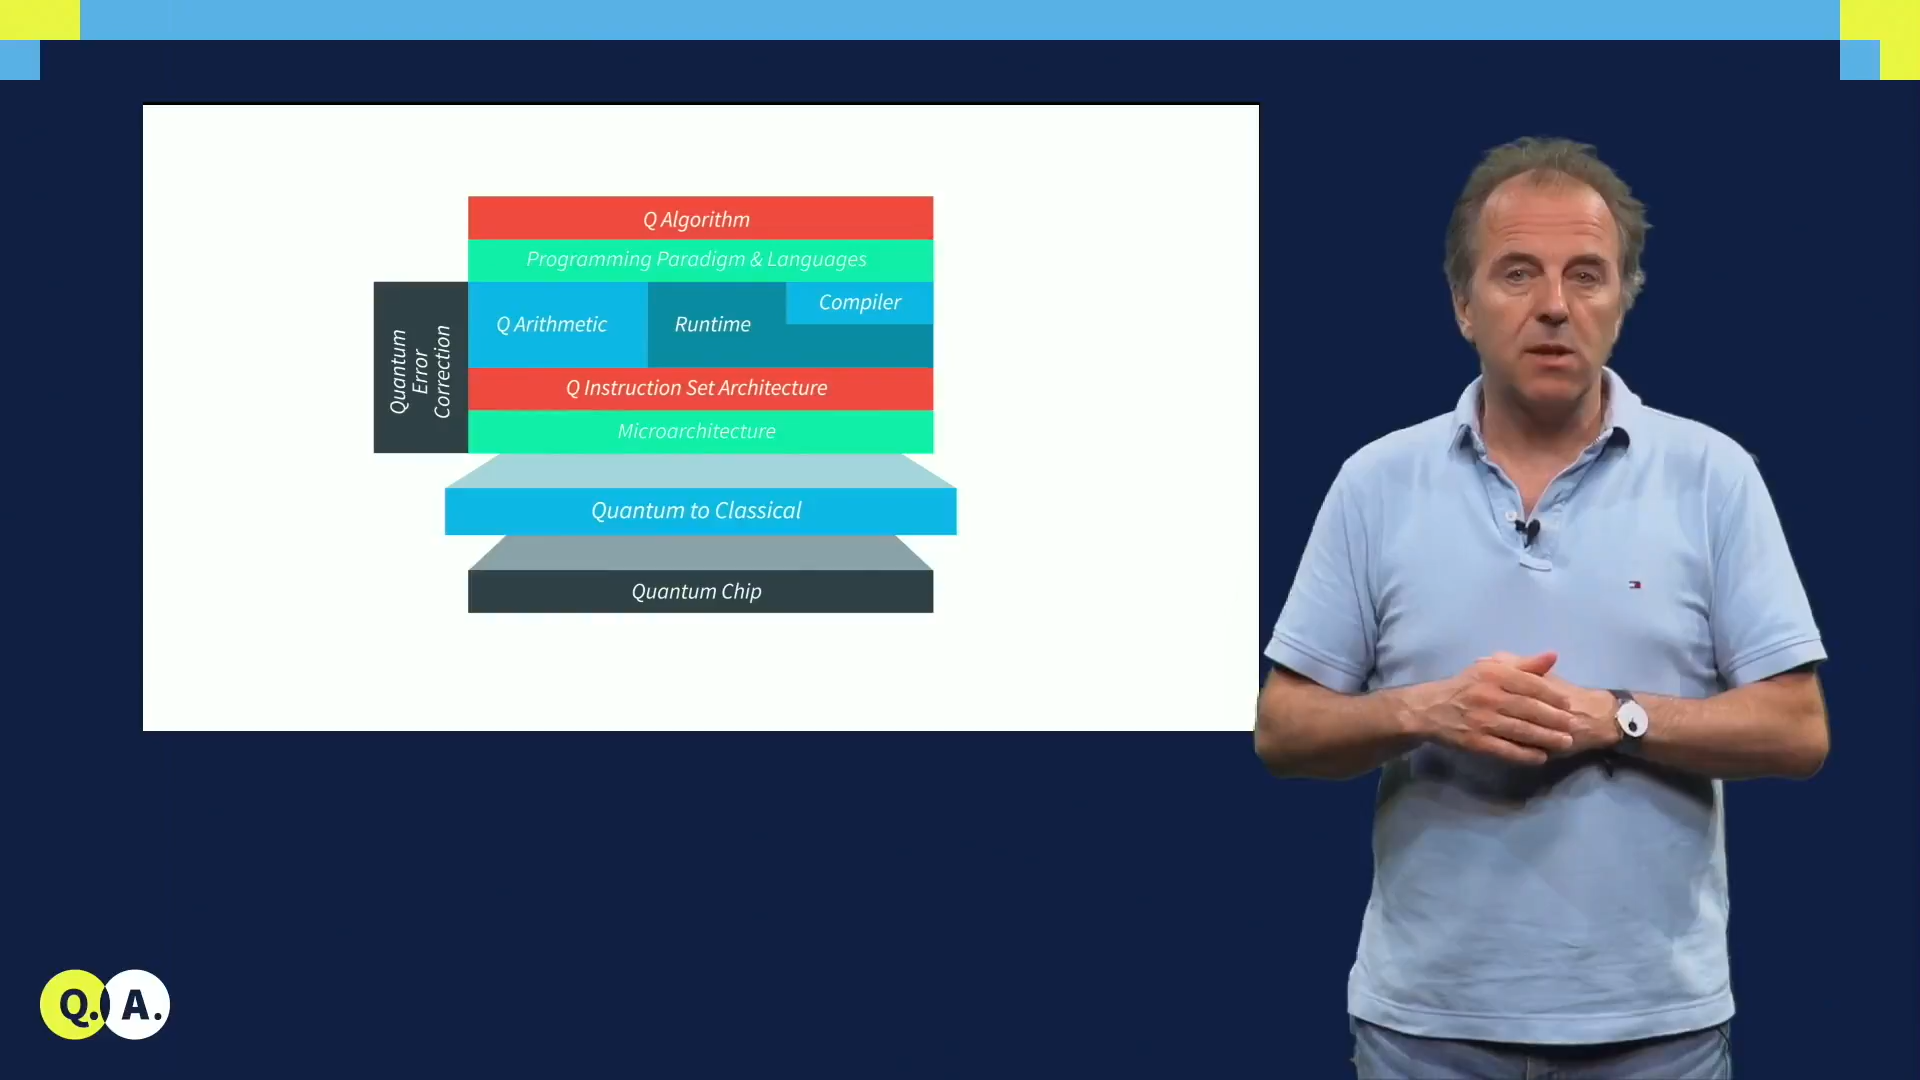 Q Algorithm
Programming Paradigm & Languages
Quantum
Error
Correction
Q Arithmetic
Runtime
Compiler
Q Instruction Set Architecture
Microarchitecture
Quantum to Classical
Quantum Chip
Q. A.